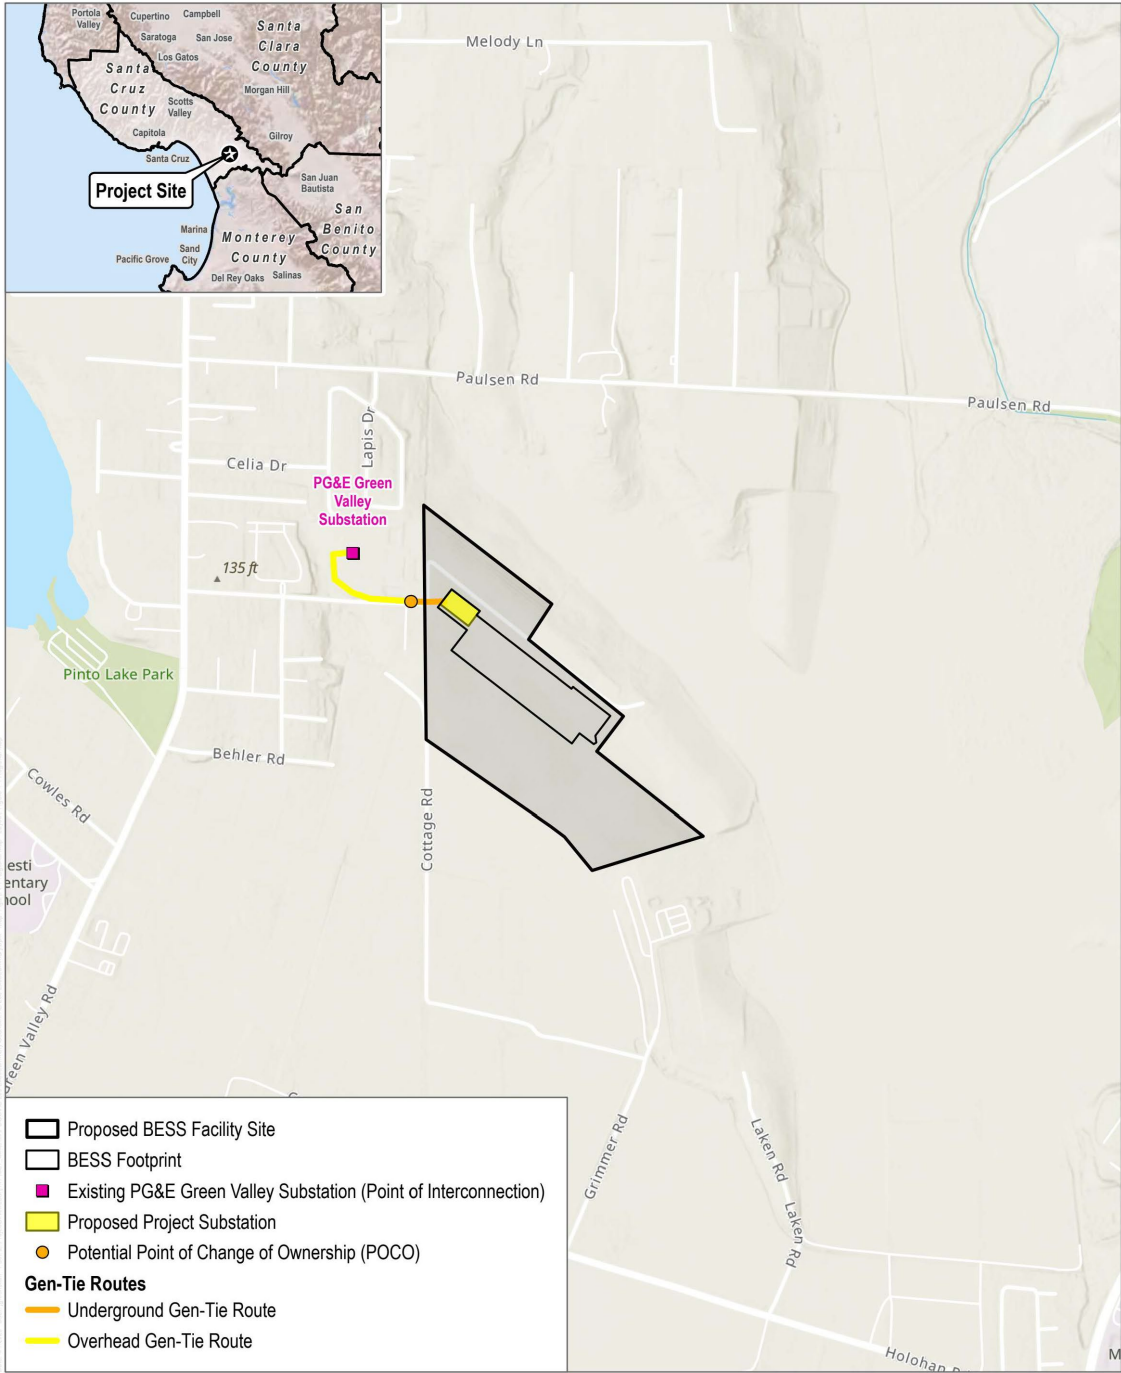 Portola
Valley
Cupertino
Campbell
Saratoga
San Jose
Santa
Clara
County
Los Gatos
Santa
Cruz
County
Morgan Hill
Scotts
Valley
Capitola
Gilroy
Santa Cruz
Project Site
San Juan
Bautista
San
Benito
County
Marina
Monterey
County
Sand
City
Pacific Grove
Del Rey Oaks
Salinas
Melody Ln
Paulsen Rd
Paulsen Rd
Lapis Dr
Celia Dr
PG&E Green
Valley
Substation
135 ft
Pinto Lake Park
Behler Rd
Cowles Rd
Cottage Rd
esti
entary
hool
Green Valley Rd
Grimmer Rd
Laken Rd
Laken Rd
Holohan R
M
Proposed BESS Facility Site
BESS Footprint
Existing PG&E Green Valley Substation (Point of Interconnection)
Proposed Project Substation
Potential Point of Change of Ownership (POCO)
Gen-Tie Routes
Underground Gen-Tie Route
Overhead Gen-Tie Route